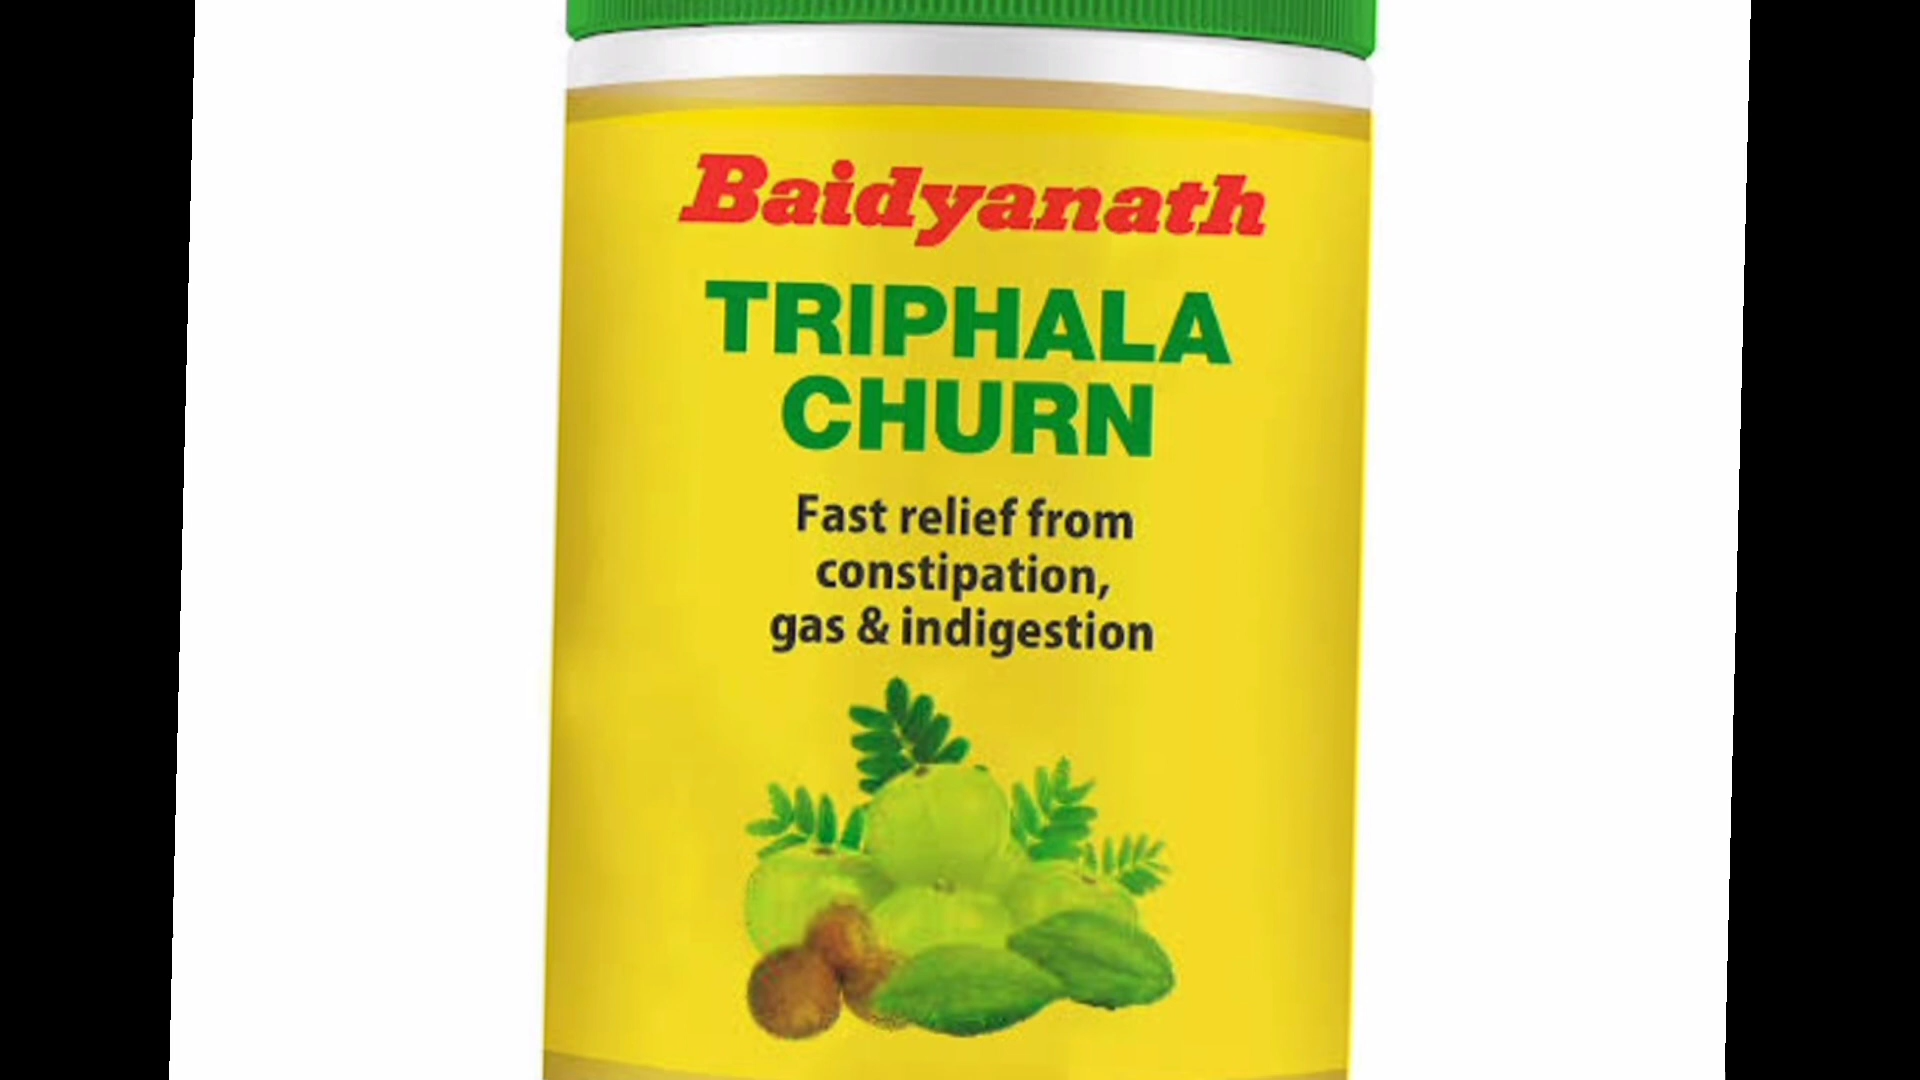 Baidyanath
TRIPHALA
CHURN
Fast relief from
constipation,
gas & indigestion